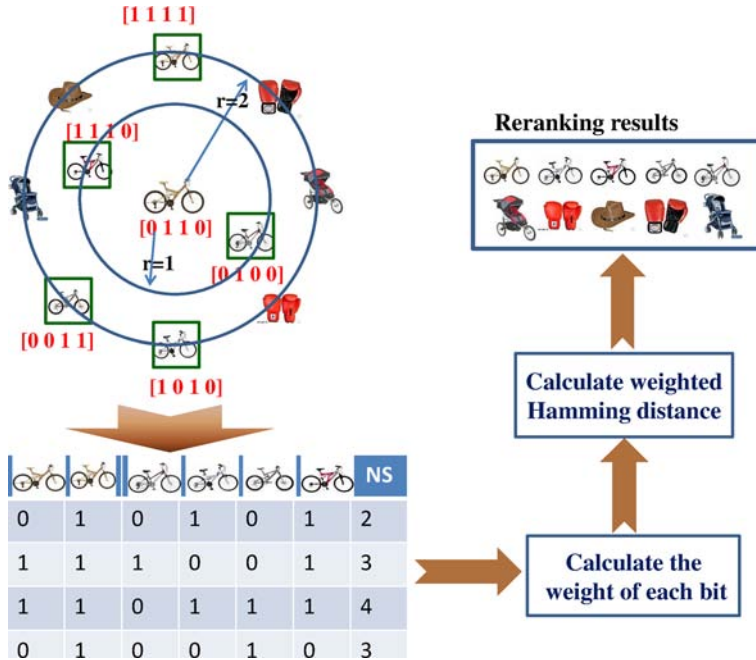 [1 1 1 1]
r=2
[1 1 1 0]
[0 1 1 0]
[0 1 0 0]
r=1
[0 0 1 1]
[1 0 1 0]
NS
0 1 0 1 0 1 2
1 1 1 0 0 1 3
1 1 0 1 1 1 4
0 1 0 0 1 0 3
Reranking results
Calculate weighted
Hamming distance
Calculate the
weight of each bit